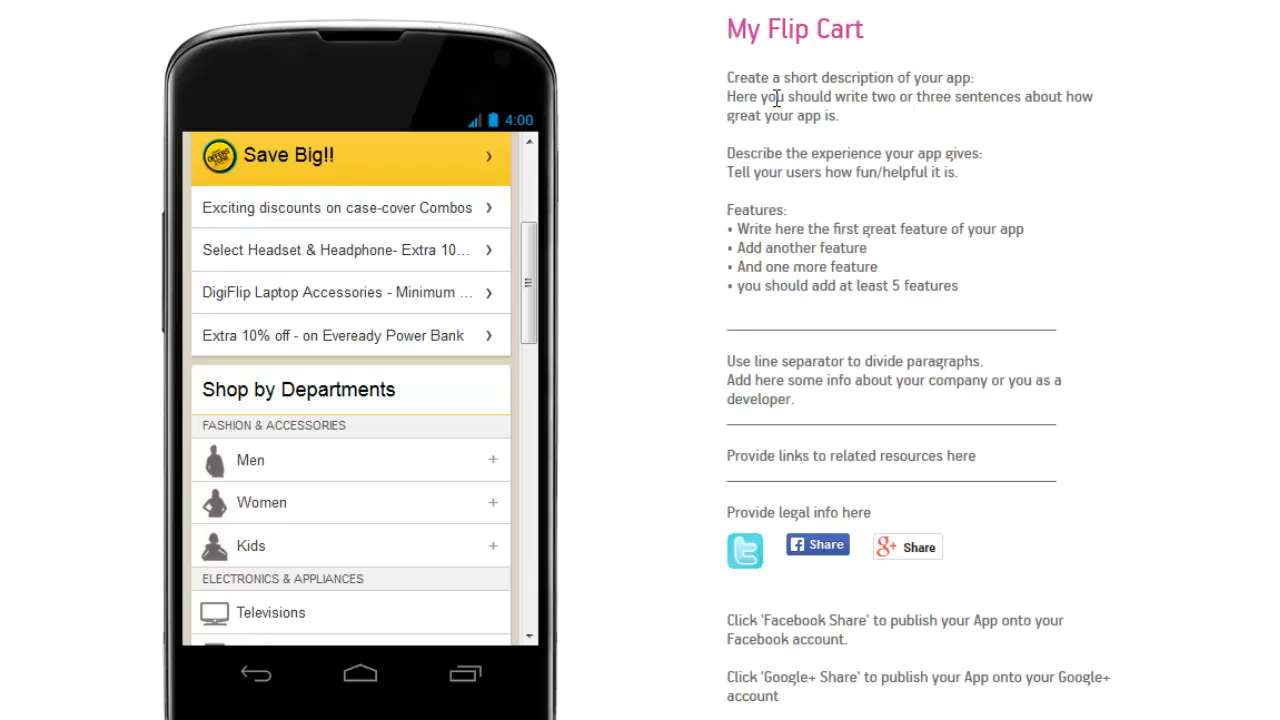 4:00
Save Big!!
Exciting discounts on case-cover Combos
Select Headset & Headphone- Extra 10...
DigiFlip Laptop Accessories - Minimum ...
Extra 10% off - on Eveready Power Bank
Shop by Departments
FASHION & ACCESSORIES
Men
Women
Kids
ELECTRONICS & APPLIANCES
Televisions
My Flip Cart
Create a short description of your app:
Here you should write two or three sentences about how
great your app is.
Describe the experience your app gives:
Tell your users how fun/helpful it is.
Features:
• Write here the first great feature of your app
• Add another feature
• And one more feature
• you should add at least 5 features
Use line separator to divide paragraphs.
Add here some info about your company or you as a
developer.
Provide links to related resources here
Provide legal info here
Share
Share
Click 'Facebook Share' to publish your App onto your
Facebook account.
Click 'Google+ Share' to publish your App onto your Google+
account